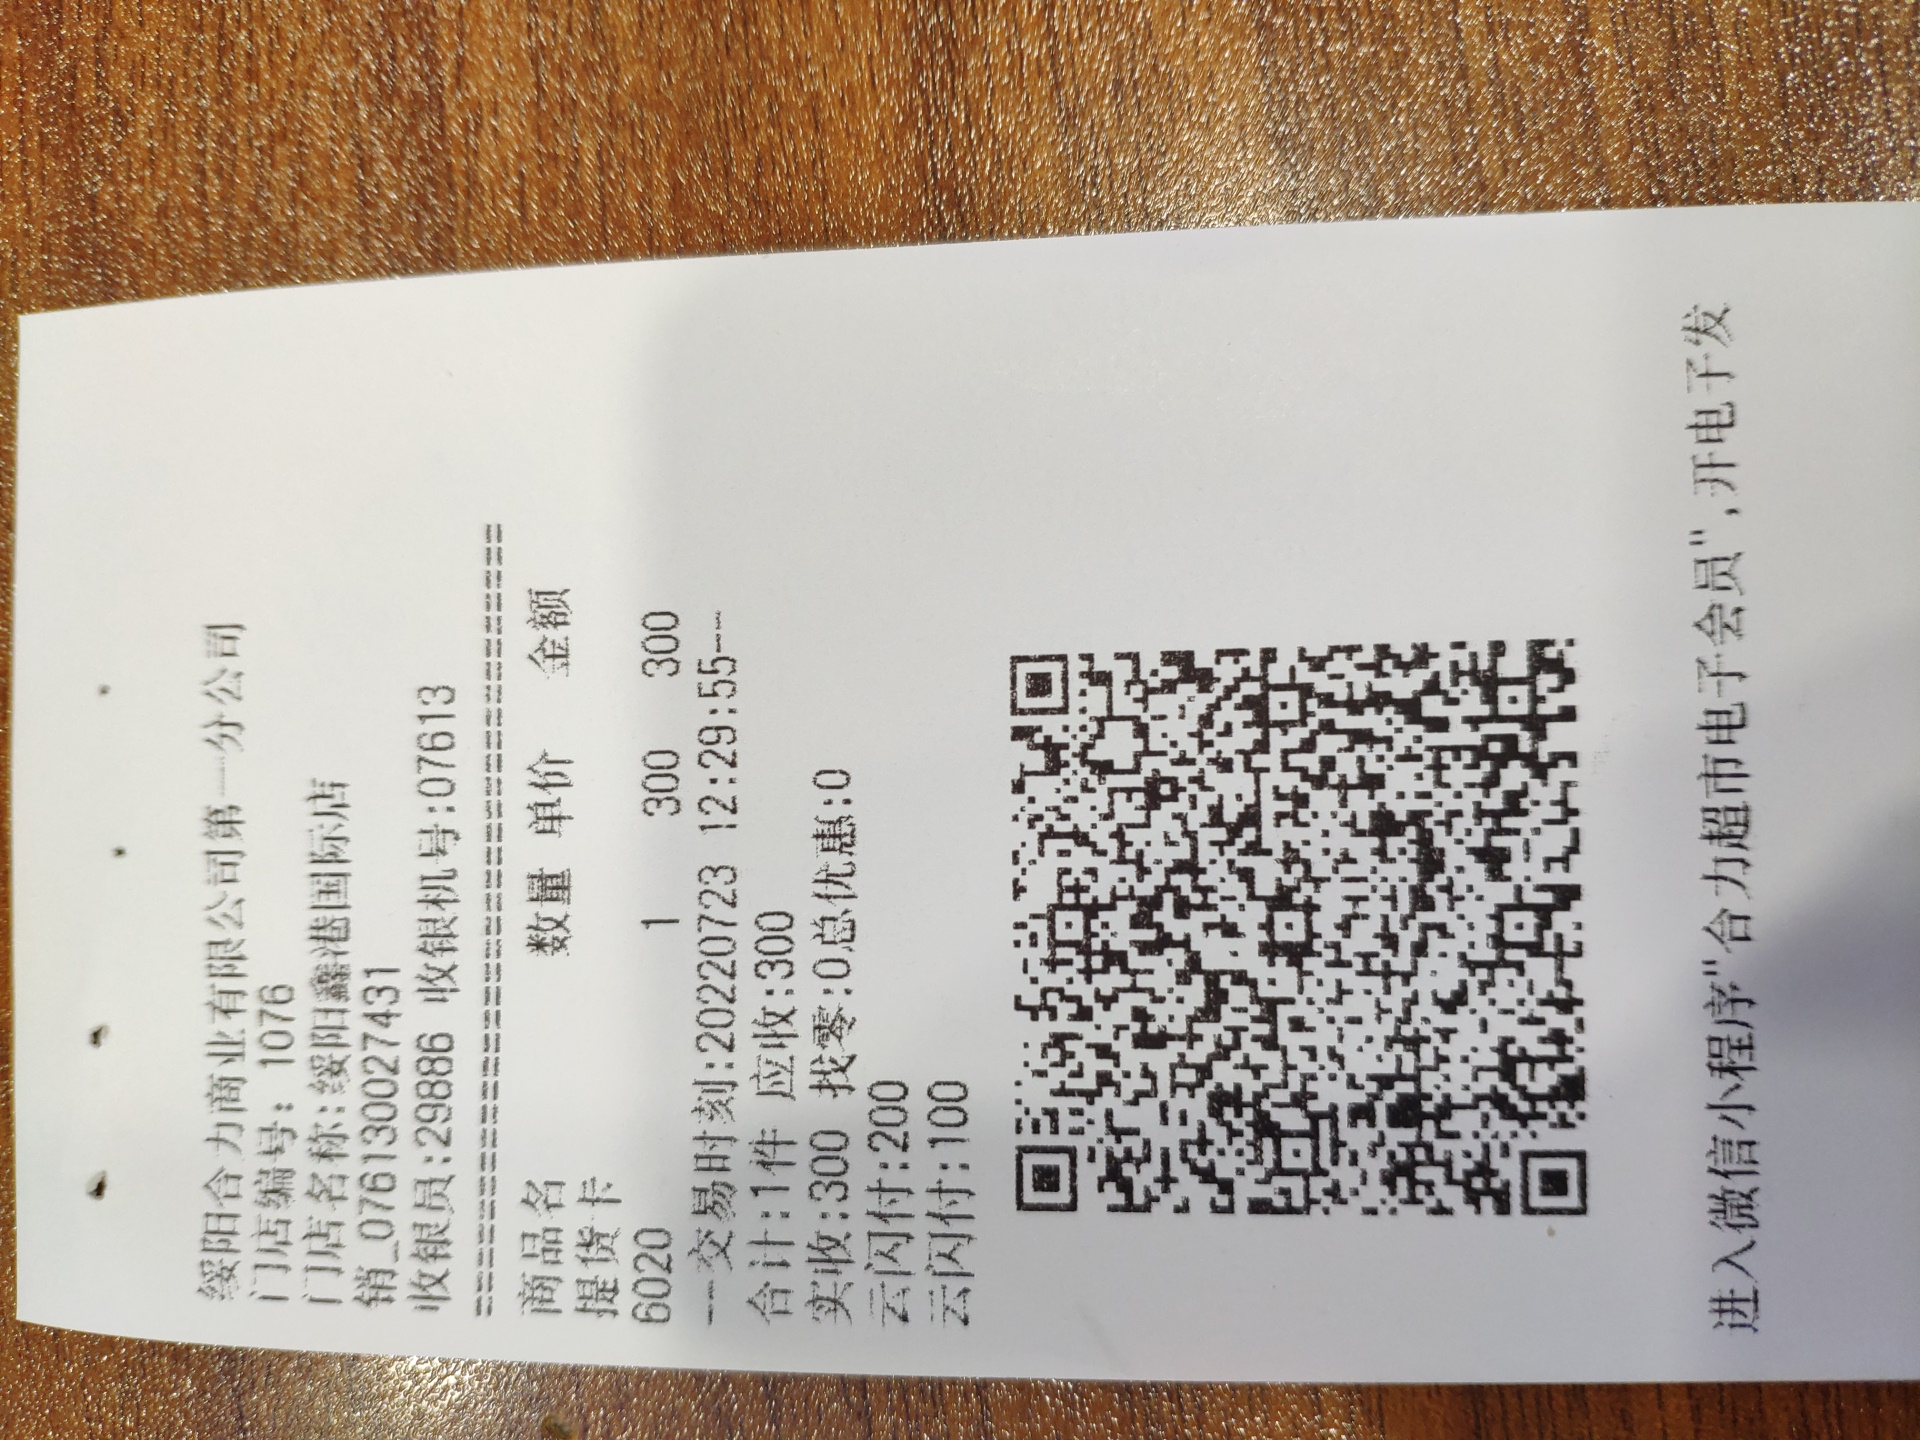 绥阳合力商业有限公司第一分公司
门店编号: 1076
门店名称:绥阳鑫港国际店
销_076130027431
收银员:29886 收银机号:07613
================================
商品名 数量 单价 金额
提货卡
6020 1 300 300
--交易时刻:20220723 12:29:55--
合计:1件 应收:300
实收:300 找零:0总优惠:0
云闪付:200
云闪付:100
进入微信小程序"合力超市电子会员",开电子发